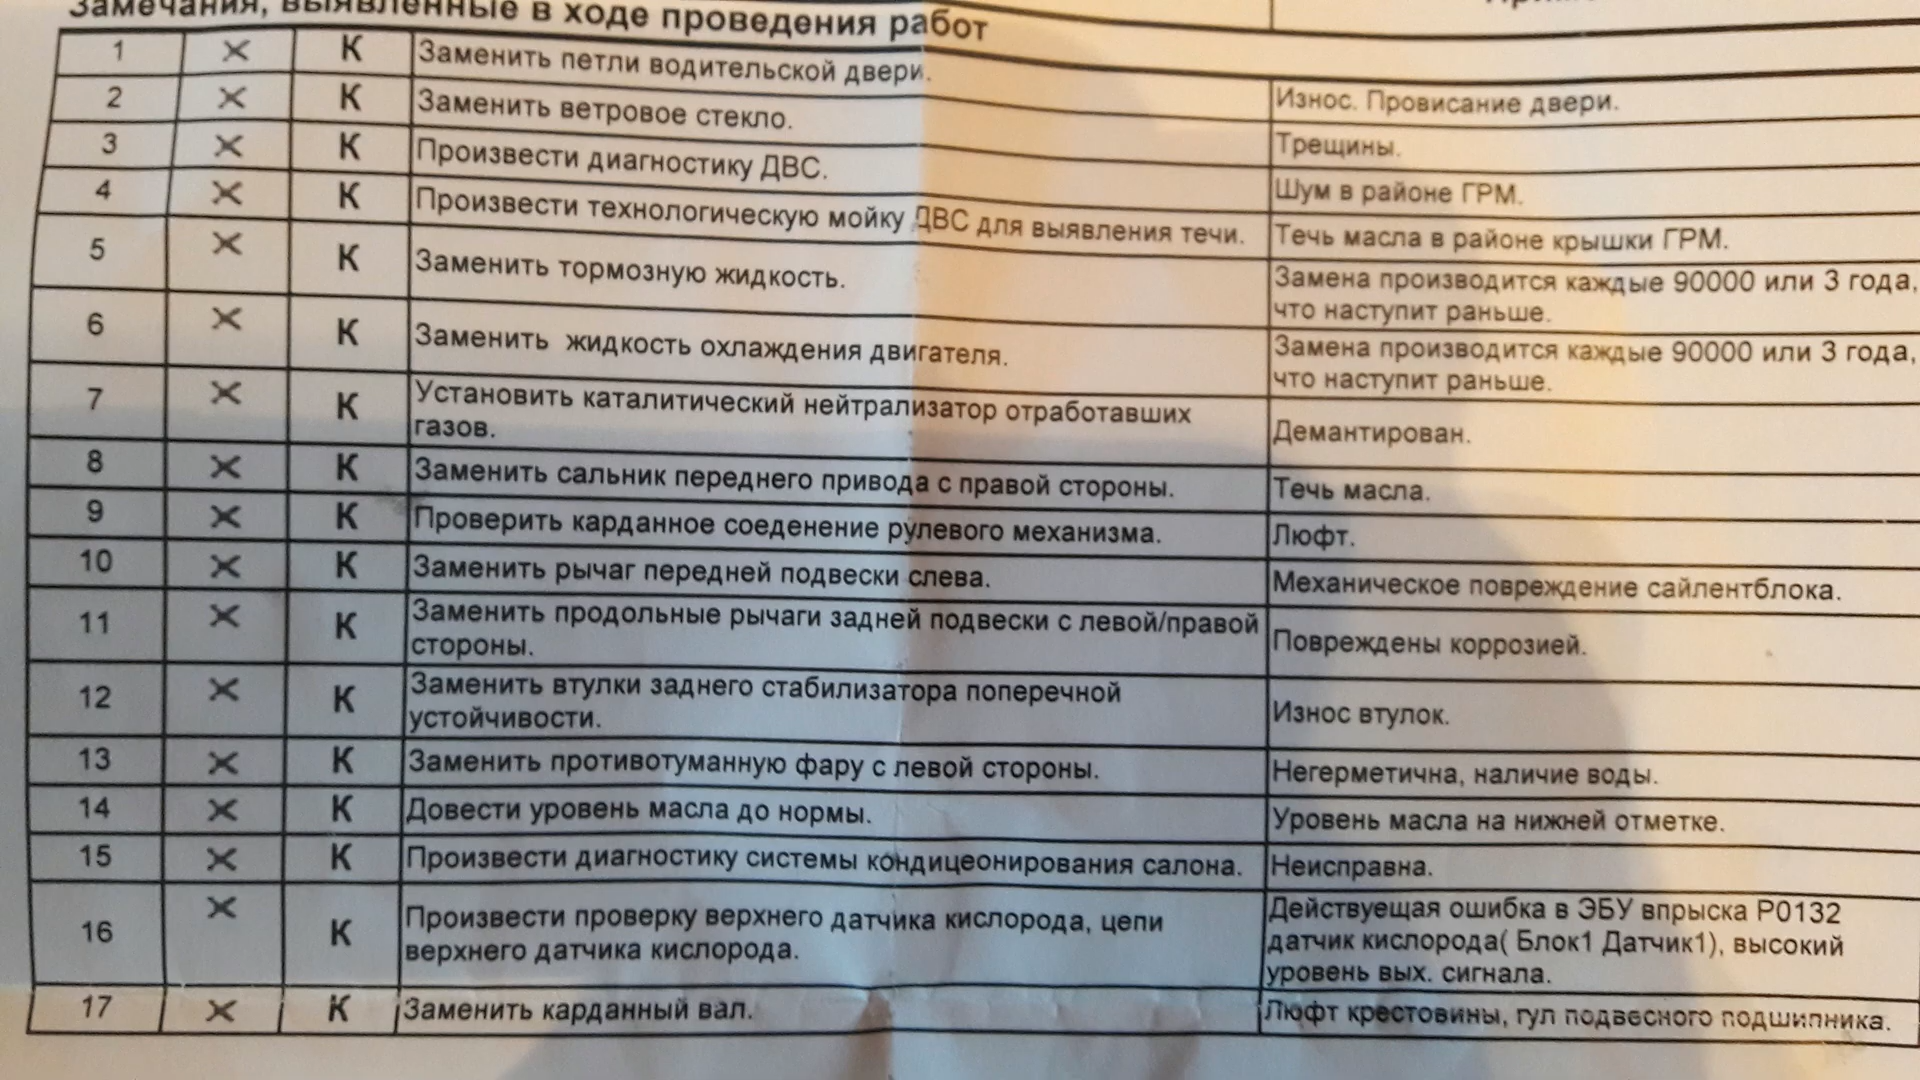 Замечания, выявленные в ходе проведения работ
1 × К Заменить петли водительской двери. Износ. Провисание двери.
2 × К Заменить ветровое стекло. Трещины.
3 × К Произвести диагностику ДВС. Шум в районе ГРМ.
4 × К Произвести технологическую мойку ДВС для выявления течи. Течь масла в районе крышки ГРМ.
5 × К Заменить тормозную жидкость. Замена производится каждые 90000 или 3 года,
что наступит раньше.
6 × К Заменить жидкость охлаждения двигателя. Замена производится каждые 90000 или 3 года,
что наступит раньше.
7 × К Установить каталитический нейтрализатор отработавших
газов. Демантирован.
8 × К Заменить сальник переднего привода с правой стороны. Течь масла.
9 × К Проверить карданное соеденение рулевого механизма. Люфт.
10 × К Заменить рычаг передней подвески слева. Механическое повреждение сайлентблока.
11 × К Заменить продольные рычаги задней подвески с левой/правой
стороны. Повреждены коррозией.
12 × К Заменить втулки заднего стабилизатора поперечной
устойчивости. Износ втулок.
13 × К Заменить противотуманную фару с левой стороны. Негерметична, наличие воды.
14 × К Довести уровень масла до нормы. Уровень масла на нижней отметке.
15 × К Произвести диагностику системы кондицеонирования салона. Неисправна.
16 × К Произвести проверку верхнего датчика кислорода, цепи
верхнего датчика кислорода. Действуещая ошибка в ЭБУ впрыска Р0132
датчик кислорода( Блок1 Датчик1), высокий
уровень вых. сигнала.
17 × К Заменить карданный вал. Люфт крестовины, гул подвесного подшипника.